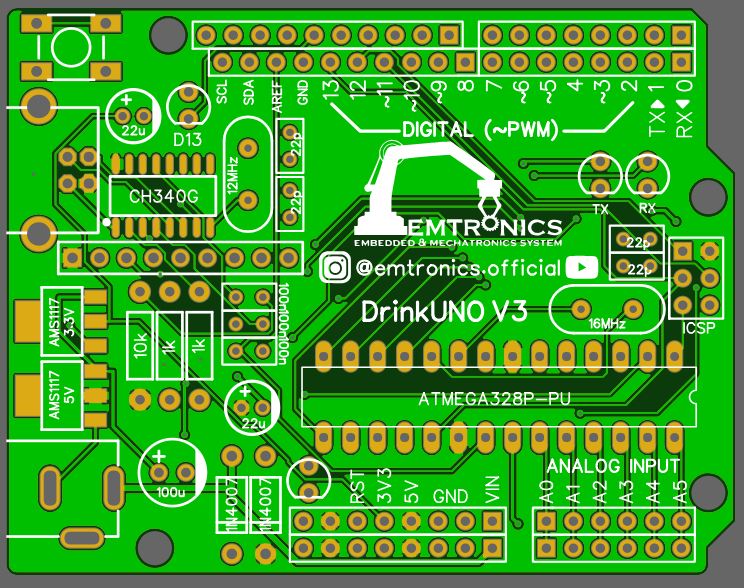 SCL
SDA
AREF
GND
13
12
~11
~10
~9
8
7
~6
~5
4
~3
2
TX▶1
RX◀0
DIGITAL (~PWM)
+
22u
D13
CH340G
12MHz
22p
22p
EMTRONICS
EMBEDDED & MECHATRONICS SYSTEM
@emtronics.official
DrinkUNO V3
TX
RX
22p
22p
ICSP
16MHz
AMS1117
3.3V
AMS1117
5V
10k
1k
1k
100n
100n
100n
+
22u
ATMEGA328P-PU
+
100u
1N4007
1N4007
RST
3V3
5V
GND
VIN
ANALOG INPUT
A0
A1
A2
A3
A4
A5